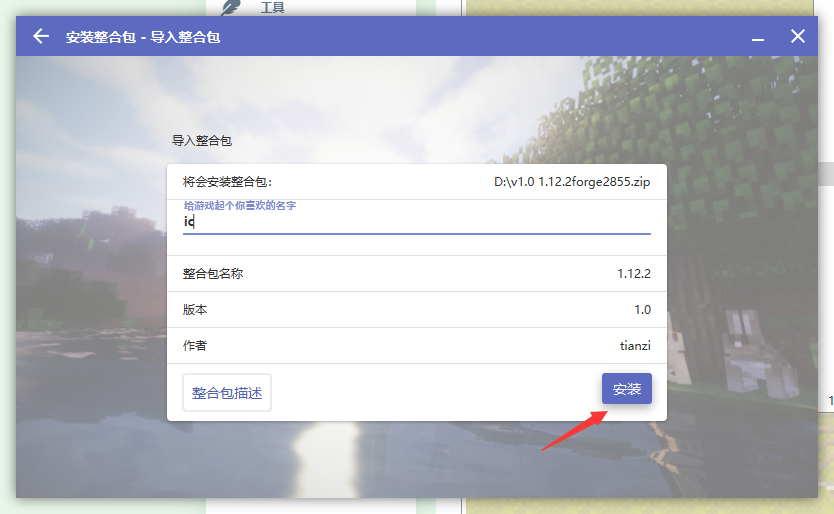 工具
安装整合包 - 导入整合包
导入整合包
将会安装整合包： D:\v1.0 1.12.2forge2855.zip
给游戏起个你喜欢的名字
ic
整合包名称 1.12.2
版本 1.0
作者 tianzi
整合包描述 安装
1